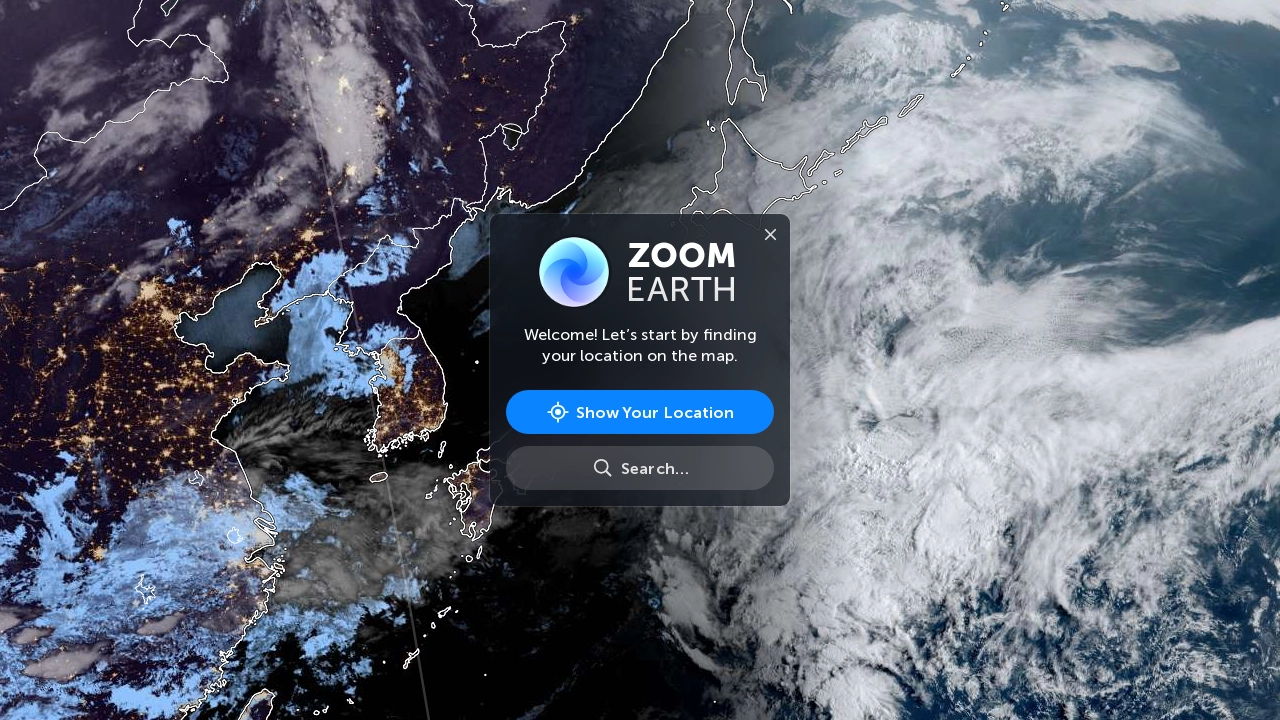 ZOOM
EARTH
Welcome! Let’s start by finding
your location on the map.
Show Your Location
Search...